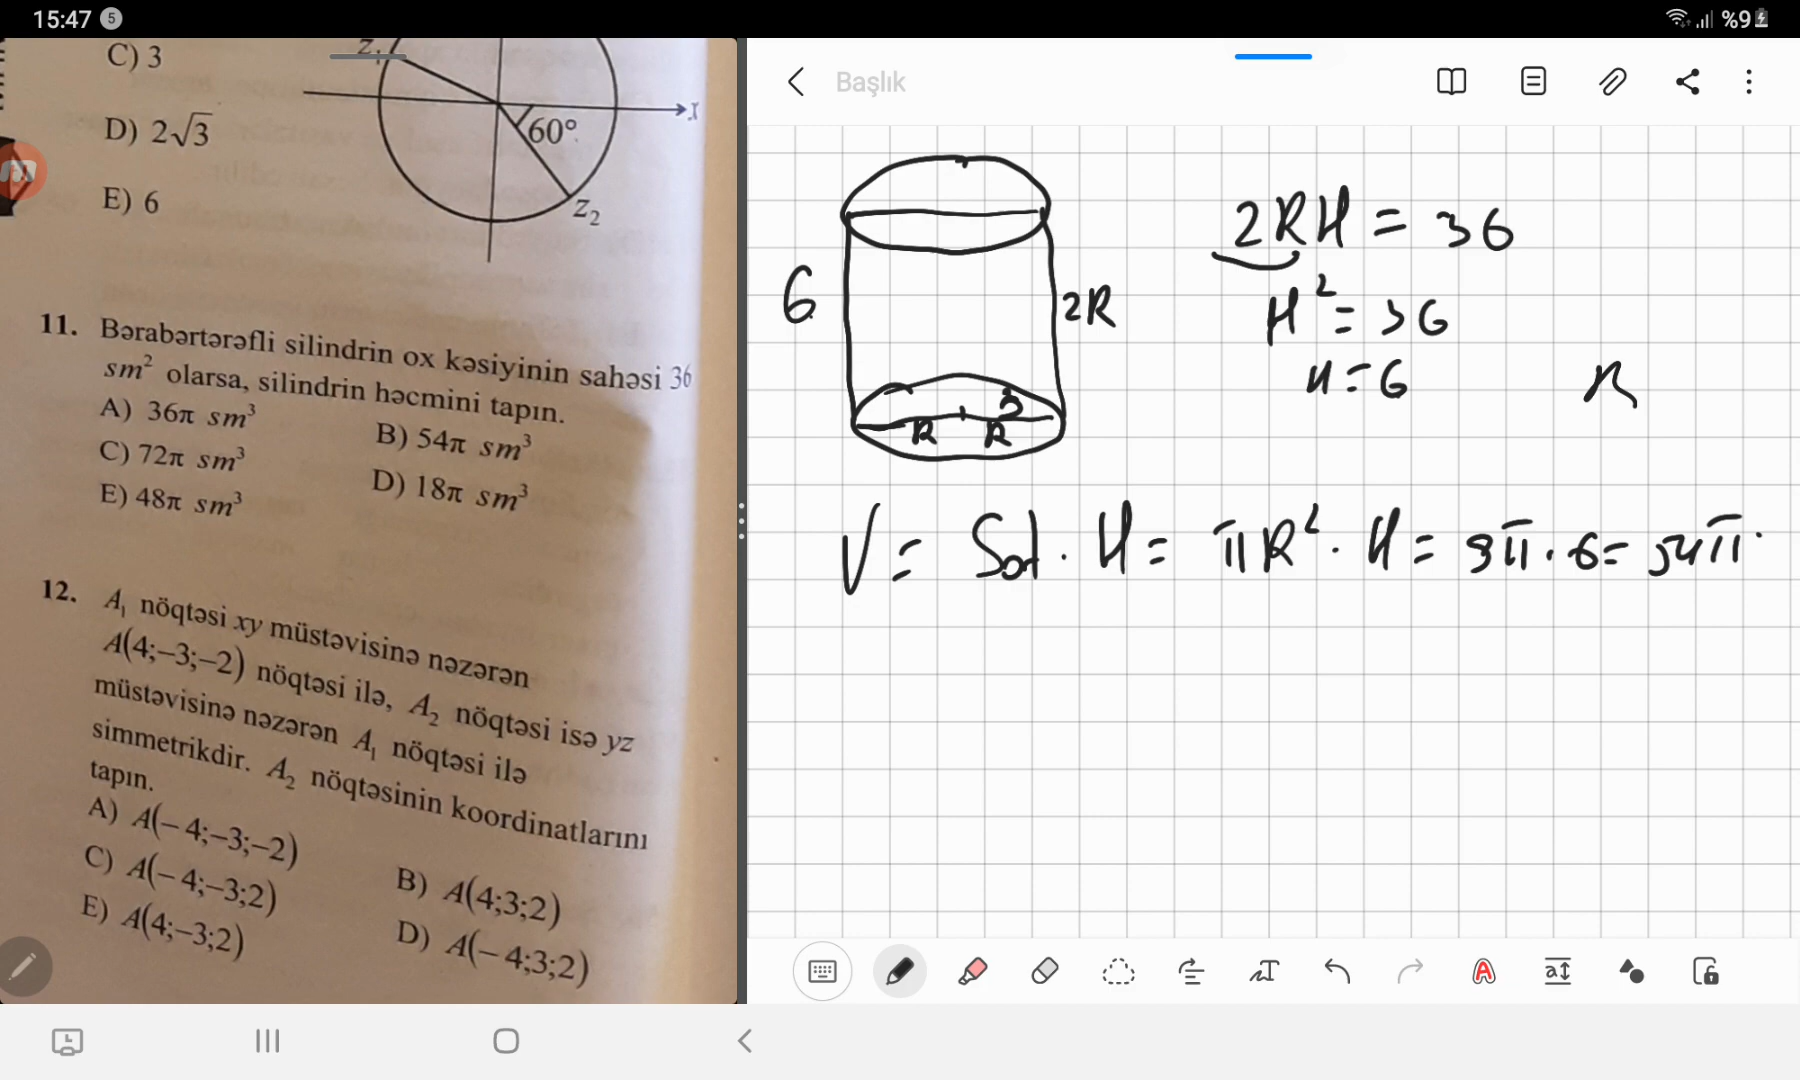 15:47 5 %9
C) 3
D) 2√3
E) 6
z₁
60°
x
z₂
11. Bərabərtərəfli silindrin ox kəsiyinin sahəsi 36
sm² olarsa, silindrin həcmini tapın.
A) 36π sm³
B) 54π sm³
C) 72π sm³
D) 18π sm³
E) 48π sm³
12. A₁ nöqtəsi xy müstəvisinə nəzərən
A(4;–3;–2) nöqtəsi ilə, A₂ nöqtəsi isə yz
müstəvisinə nəzərən A₁ nöqtəsi ilə
simmetrikdir. A₂ nöqtəsinin koordinatlarını
tapın.
A) A(–4;–3;–2)
B) A(4;3;2)
C) A(–4;–3;2)
D) A(–4;3;2)
E) A(4;–3;2)
Başlık
6
2R
3
R R
2RH = 36
H² = 36
H = 6
R
V = Sot · H = πR² · H = 9π · 6 = 54π